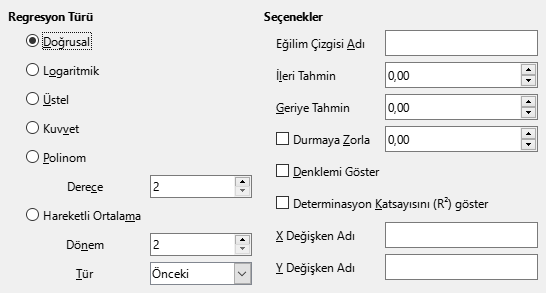 Regresyon Türü
Doğrusal
Logaritmik
Üstel
Kuvvet
Polinom
Derece 2
Hareketli Ortalama
Dönem 2
Tür Önceki
Seçenekler
Eğilim Çizgisi Adı
İleri Tahmin 0,00
Geriye Tahmin 0,00
Durmaya Zorla 0,00
Denklemi Göster
Determinasyon Katsayısını (R²) göster
X Değişken Adı
Y Değişken Adı